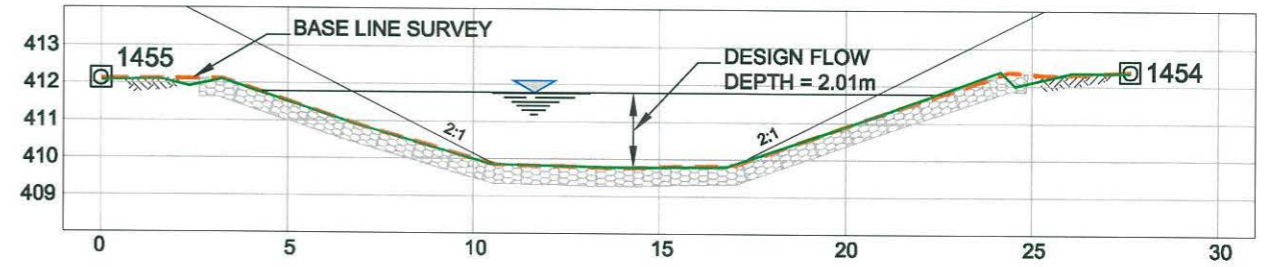 BASE LINE SURVEY
413
1455
DESIGN FLOW
DEPTH = 2.01m
1454
412
411
2:1
2:1
410
409
0 5 10 15 20 25 30